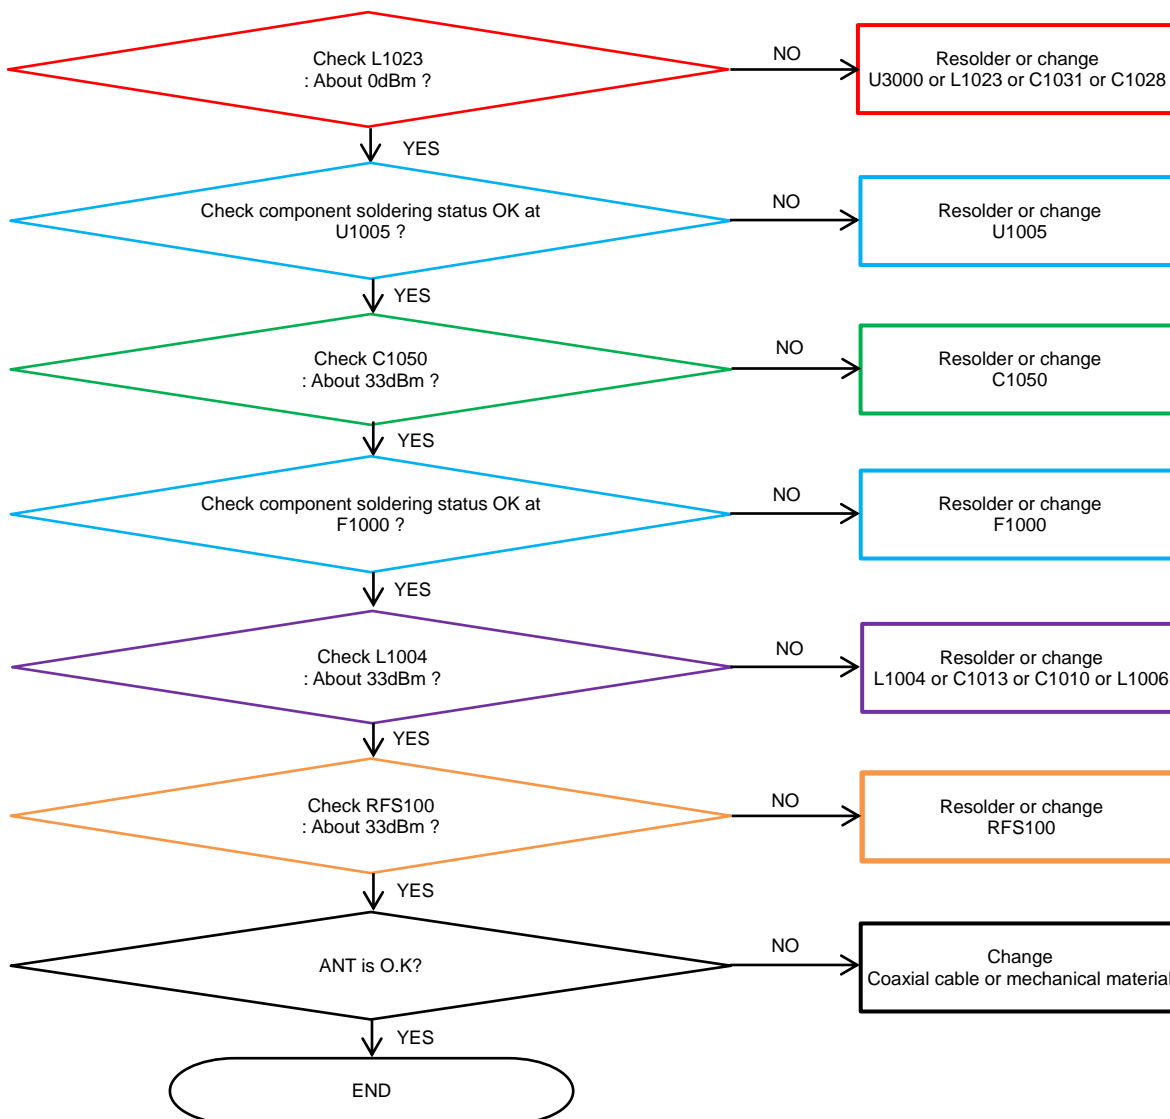 Check L1023
: About 0dBm ?
NO
Resolder or change
U3000 or L1023 or C1031 or C1028
YES
Check component soldering status OK at
U1005 ?
NO
Resolder or change
U1005
YES
Check C1050
: About 33dBm ?
NO
Resolder or change
C1050
YES
Check component soldering status OK at
F1000 ?
NO
Resolder or change
F1000
YES
Check L1004
: About 33dBm ?
NO
Resolder or change
L1004 or C1013 or C1010 or L1006
YES
Check RFS100
: About 33dBm ?
NO
Resolder or change
RFS100
YES
ANT is O.K?
NO
Change
Coaxial cable or mechanical material
YES
END